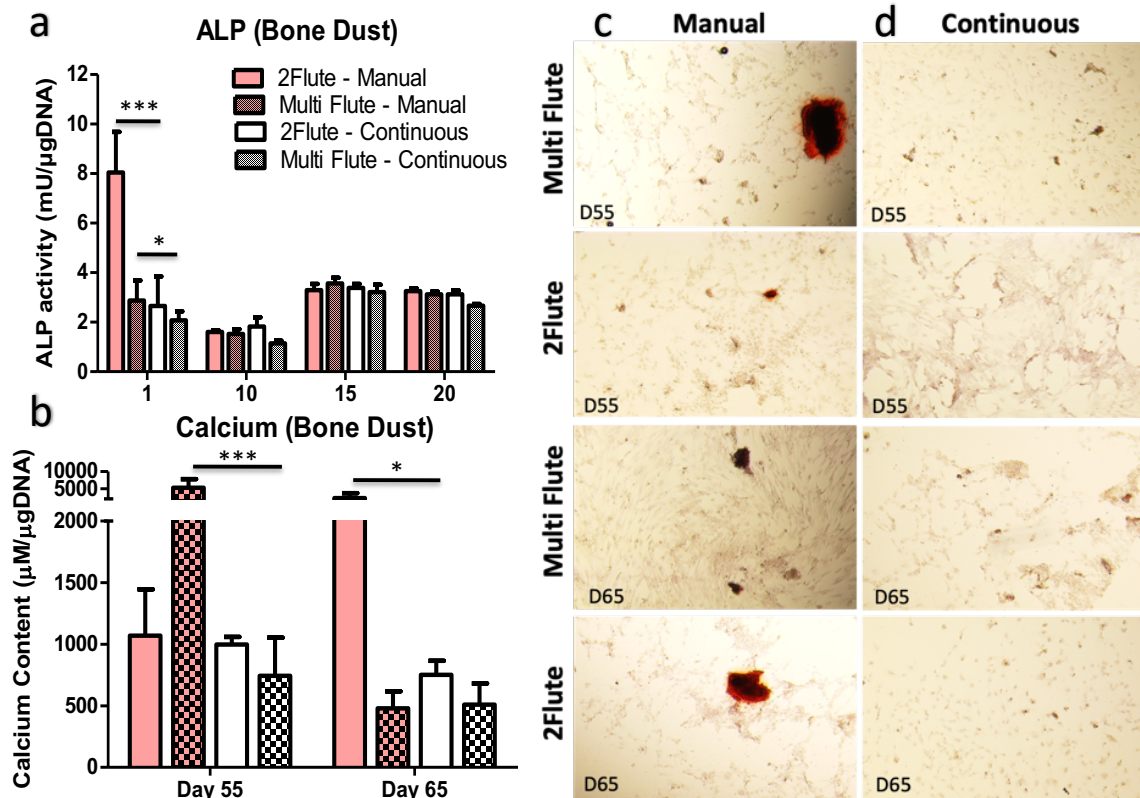 a
ALP (Bone Dust)
ALP activity (mU/µgDNA)
12
10
8
6
4
2
0
***
*
2Flute - Manual
Multi Flute - Manual
2Flute - Continuous
Multi Flute - Continuous
1
10
15
20
b
Calcium (Bone Dust)
Calcium Content (µM/µgDNA)
10000
5000
2000
1500
1000
500
0
***
*
Day 55
Day 65
c
Manual
d
Continuous
Multi Flute
D55
D55
2Flute
D55
D55
Multi Flute
D65
D65
2Flute
D65
D65